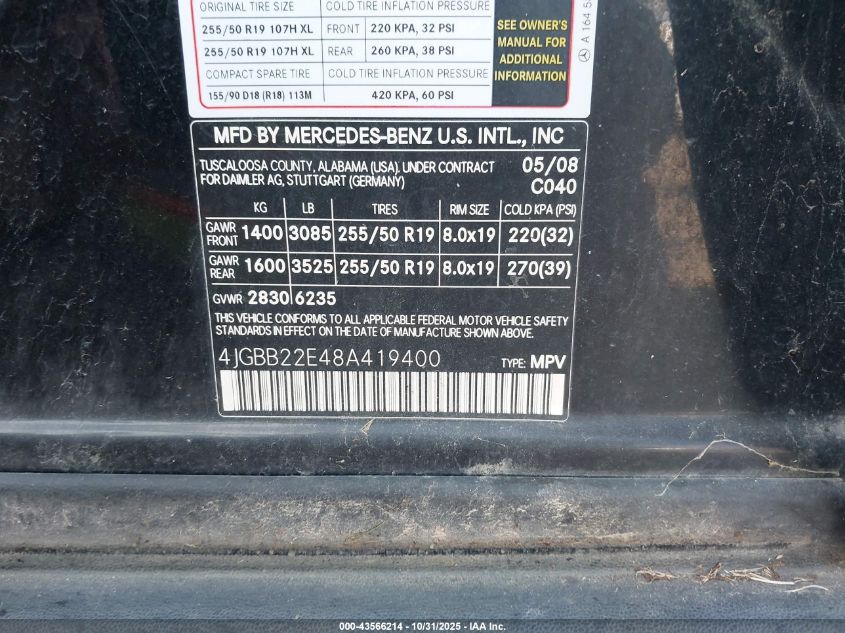 ORIGINAL TIRE SIZE COLD TIRE INFLATION PRESSURE
255/50 R19 107H XL FRONT 220 KPA, 32 PSI
255/50 R19 107H XL REAR 260 KPA, 38 PSI
COMPACT SPARE TIRE COLD TIRE INFLATION PRESSURE
155/90 D18 (R18) 113M 420 KPA, 60 PSI
SEE OWNER'S
MANUAL FOR
ADDITIONAL
INFORMATION
A 164 5
MFD BY MERCEDES-BENZ U.S. INTL., INC
TUSCALOOSA COUNTY, ALABAMA (USA). UNDER CONTRACT 05/08
FOR DAIMLER AG, STUTTGART (GERMANY) C040
KG LB TIRES RIM SIZE COLD KPA (PSI)
GAWR FRONT 1400 3085 255/50 R19 8.0x19 220(32)
GAWR REAR 1600 3525 255/50 R19 8.0x19 270(39)
GVWR 2830 6235
THIS VEHICLE CONFORMS TO ALL APPLICABLE FEDERAL MOTOR VEHICLE SAFETY
STANDARDS IN EFFECT ON THE DATE OF MANUFACTURE SHOWN ABOVE.
4JGBB22E48A419400 TYPE: MPV
000-43566214 - 10/31/2025 - IAA Inc.